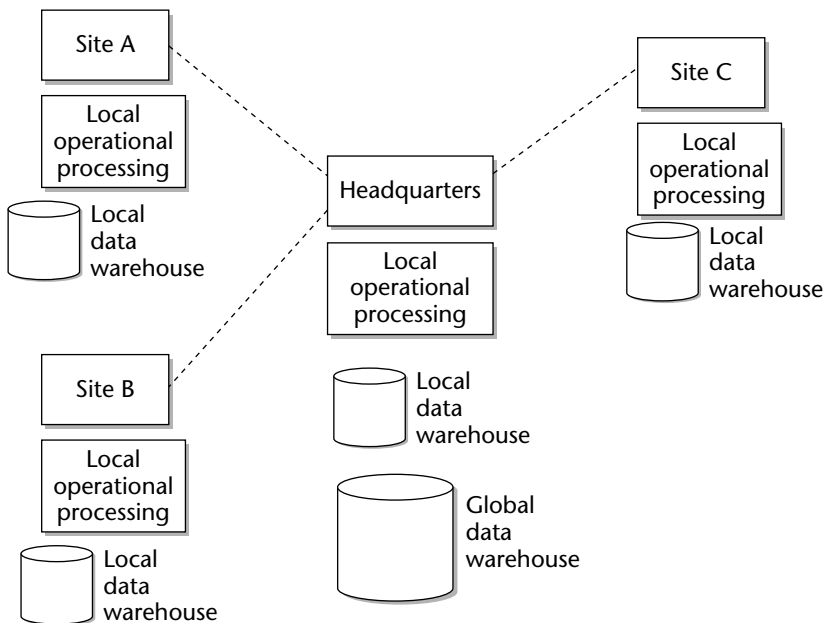 Site A
Local
operational
processing
Local
data
warehouse
Site B
Local
operational
processing
Local
data
warehouse
Headquarters
Local
operational
processing
Local
data
warehouse
Global
data
warehouse
Site C
Local
operational
processing
Local
data
warehouse